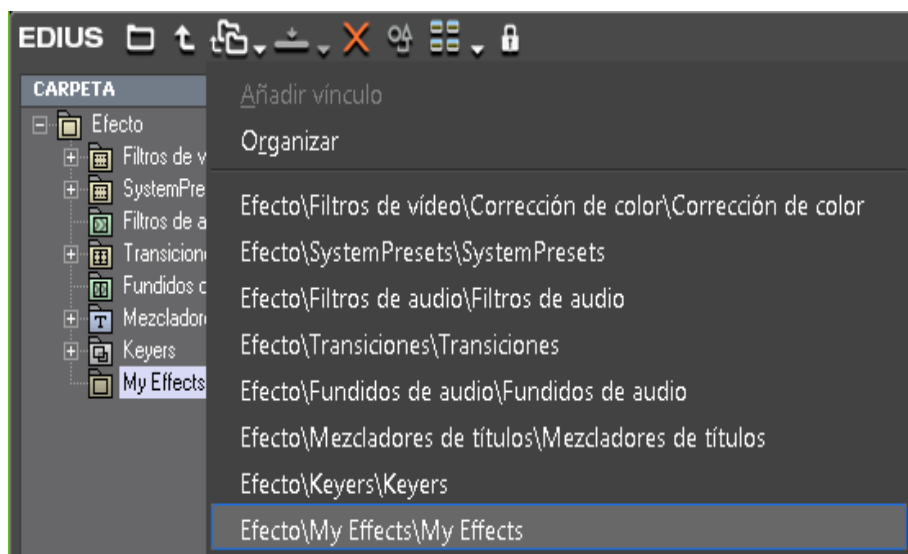 EDIUS
CARPETA
Efecto
Filtros de v
SystemPre
Filtros de a
Transicion
Fundidos d
Mezclador
Keyers
My Effects
Añadir vínculo
Organizar
Efecto\Filtros de vídeo\Corrección de color\Corrección de color
Efecto\SystemPresets\SystemPresets
Efecto\Filtros de audio\Filtros de audio
Efecto\Transiciones\Transiciones
Efecto\Fundidos de audio\Fundidos de audio
Efecto\Mezcladores de títulos\Mezcladores de títulos
Efecto\Keyers\Keyers
Efecto\My Effects\My Effects